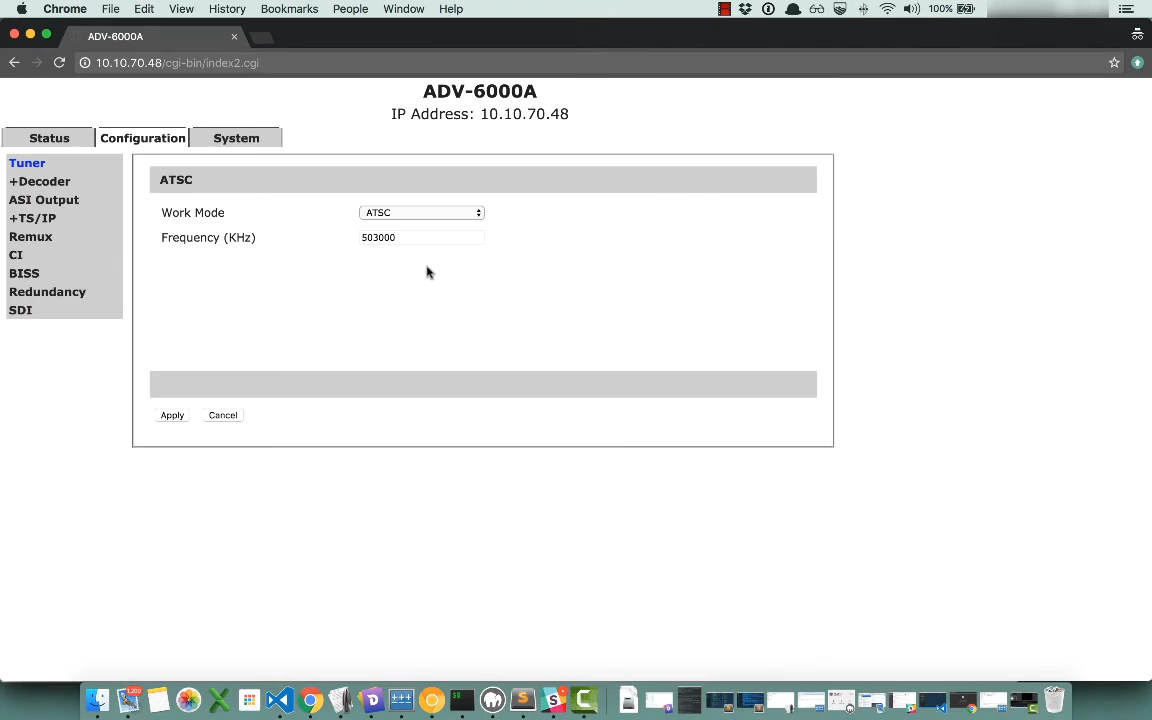 Chrome File Edit View History Bookmarks People Window Help 100%
ADV-6000A
10.10.70.48/cgi-bin/index2.cgi
ADV-6000A
IP Address: 10.10.70.48
Status Configuration System
Tuner
+Decoder
ASI Output
+TS/IP
Remux
CI
BISS
Redundancy
SDI
ATSC
Work Mode ATSC
Frequency (KHz) 503000
Apply Cancel
1,200